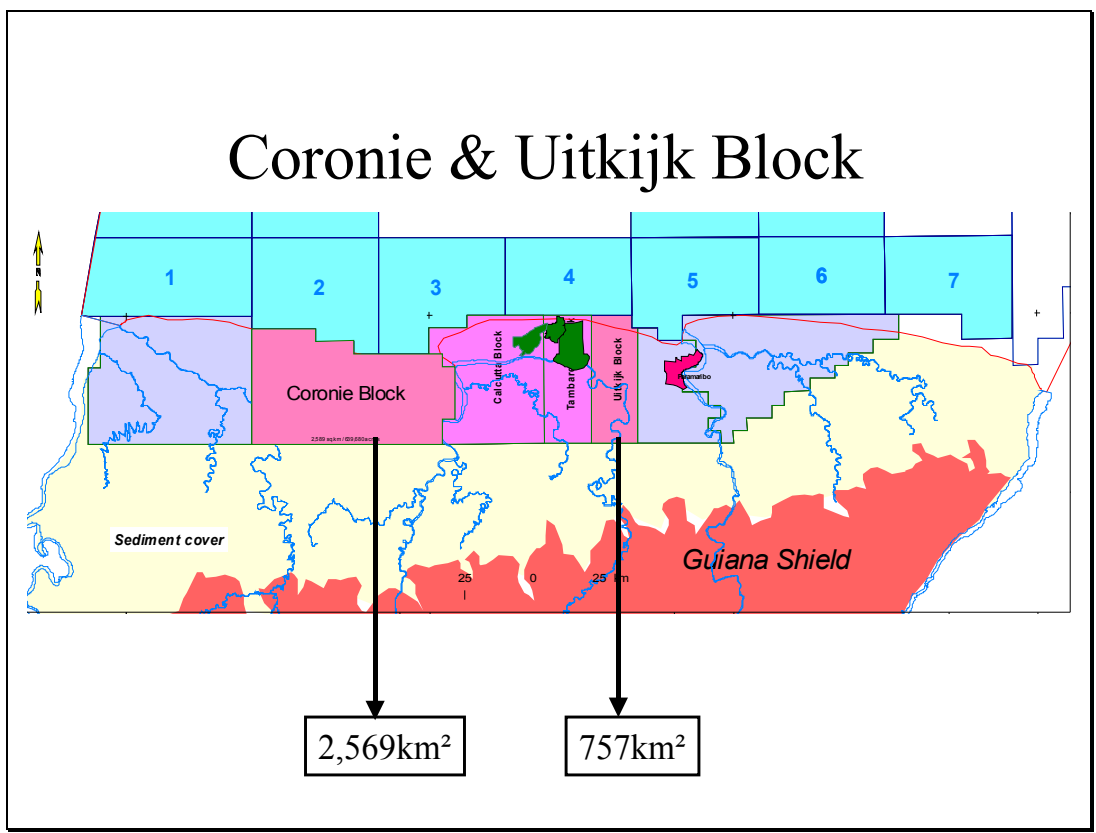 Coronie & Uitkijk Block
N
1
2
3
4
5
6
7
Coronie Block
Calcutta Block
Uitkijk Block
Paramaribo
Sediment cover
25 0 25 km
Guiana Shield
2,569km²
757km²